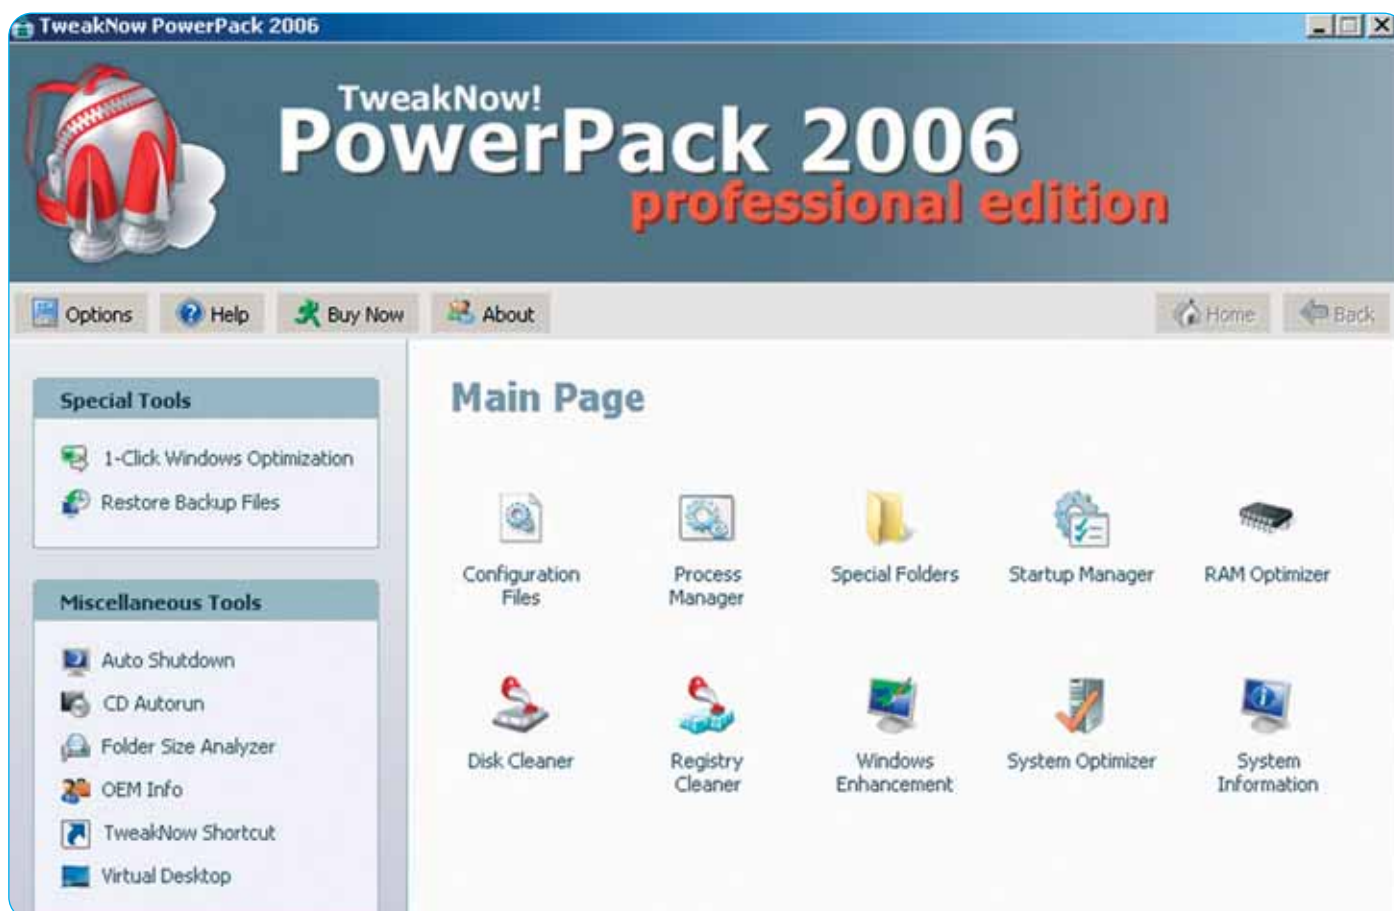 TweakNow PowerPack 2006
TweakNow!
PowerPack 2006
professional edition
Options
Help
Buy Now
About
Home
Back
Special Tools
1-Click Windows Optimization
Restore Backup Files
Miscellaneous Tools
Auto Shutdown
CD Autorun
Folder Size Analyzer
OEM Info
TweakNow Shortcut
Virtual Desktop
Main Page
Configuration
Files
Process
Manager
Special Folders
Startup Manager
RAM Optimizer
Disk Cleaner
Registry
Cleaner
Windows
Enhancement
System Optimizer
System
Information